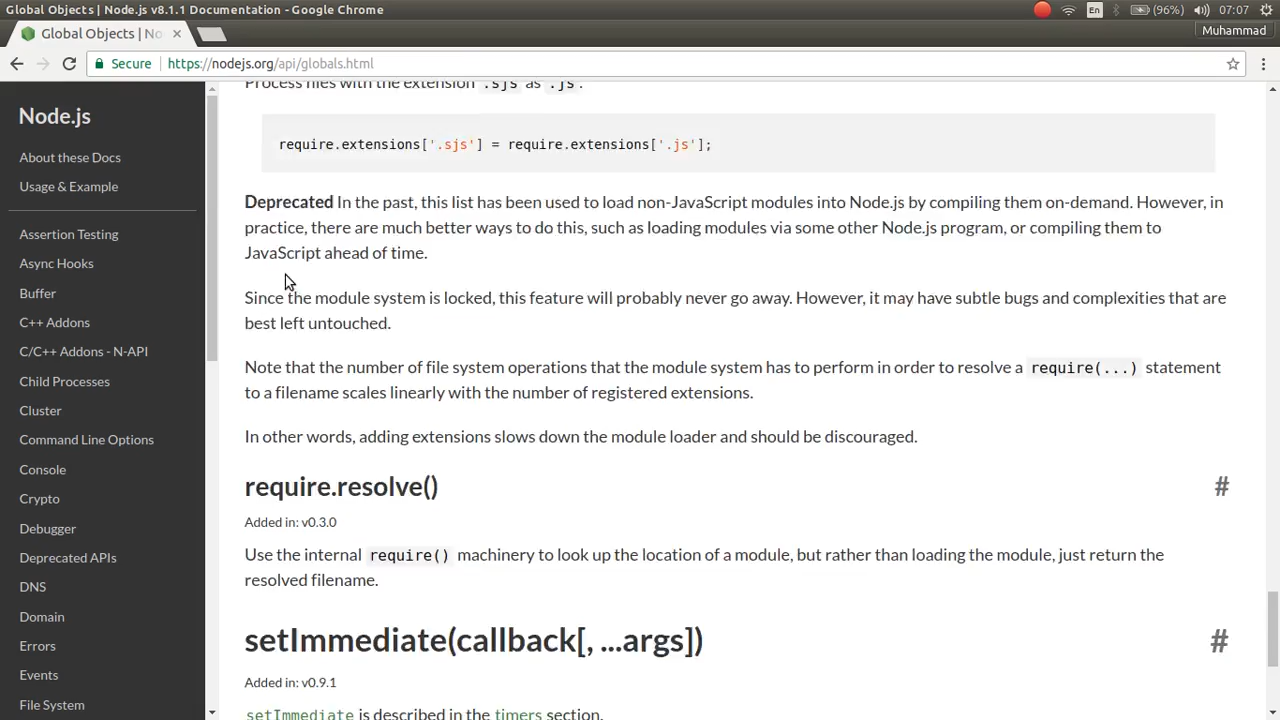 Global Objects | Node.js v8.1.1 Documentation - Google Chrome
En
(96%)
07:07
Global Objects | No
Muhammad
Secure
https://nodejs.org/api/globals.html
Node.js
About these Docs
Usage & Example
Assertion Testing
Async Hooks
Buffer
C++ Addons
C/C++ Addons - N-API
Child Processes
Cluster
Command Line Options
Console
Crypto
Debugger
Deprecated APIs
DNS
Domain
Errors
Events
File System
Process files with the extension .sjs as .js:
require.extensions['.sjs'] = require.extensions['.js'];
Deprecated In the past, this list has been used to load non-JavaScript modules into Node.js by compiling them on-demand. However, in
practice, there are much better ways to do this, such as loading modules via some other Node.js program, or compiling them to
JavaScript ahead of time.
Since the module system is locked, this feature will probably never go away. However, it may have subtle bugs and complexities that are
best left untouched.
Note that the number of file system operations that the module system has to perform in order to resolve a require(...) statement
to a filename scales linearly with the number of registered extensions.
In other words, adding extensions slows down the module loader and should be discouraged.
require.resolve()
#
Added in: v0.3.0
Use the internal require() machinery to look up the location of a module, but rather than loading the module, just return the
resolved filename.
setImmediate(callback[, ...args])
#
Added in: v0.9.1
setImmediate is described in the timers section.